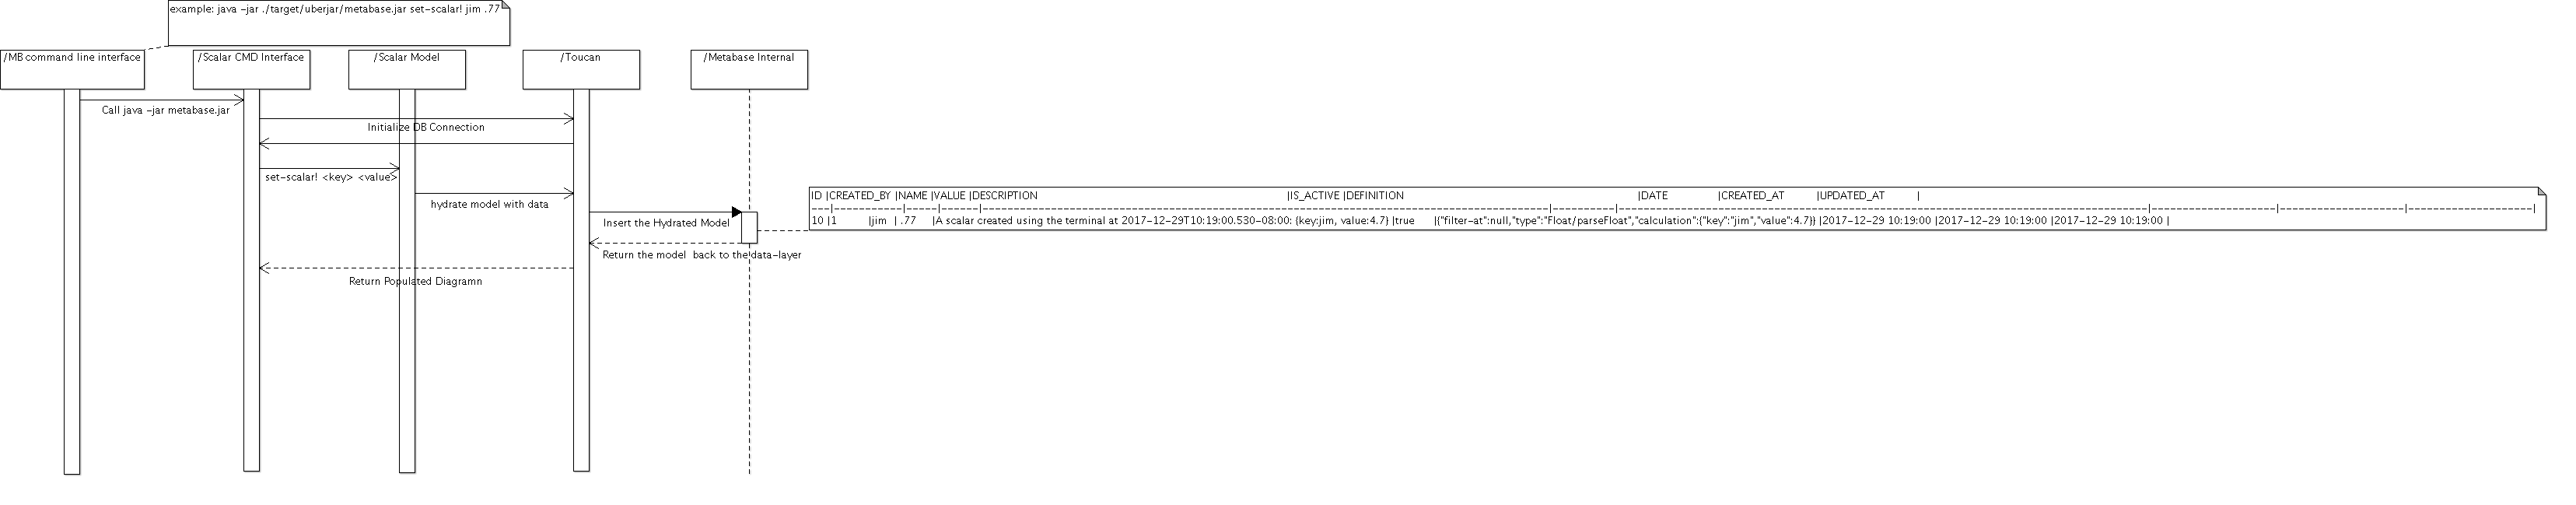 example: java -jar ./target/uberjar/metabase.jar set-scalar! jim .77
/MB command line interface
/Scalar CMD Interface
/Scalar Model
/Toucan
/Metabase Internal
Call java -jar metabase.jar
Initialize DB Connection
set-scalar! <key> <value>
hydrate model with data
Insert the Hydrated Model
Return the model  back to the data-layer
Return Populated Diagramn
ID |CREATED_BY |NAME |VALUE |DESCRIPTION |IS_ACTIVE |DEFINITION |DATE |CREATED_AT |UPDATED_AT |
10 |1 |jim | .77 |A scalar created using the terminal at 2017-12-29T10:19:00.530-08:00: {key:jim, value:4.7} |true |{"filter-at":null,"type":"Float/parseFloat","calculation":{"key":"jim","value":4.7}} |2017-12-29 10:19:00 |2017-12-29 10:19:00 |2017-12-29 10:19:00 |